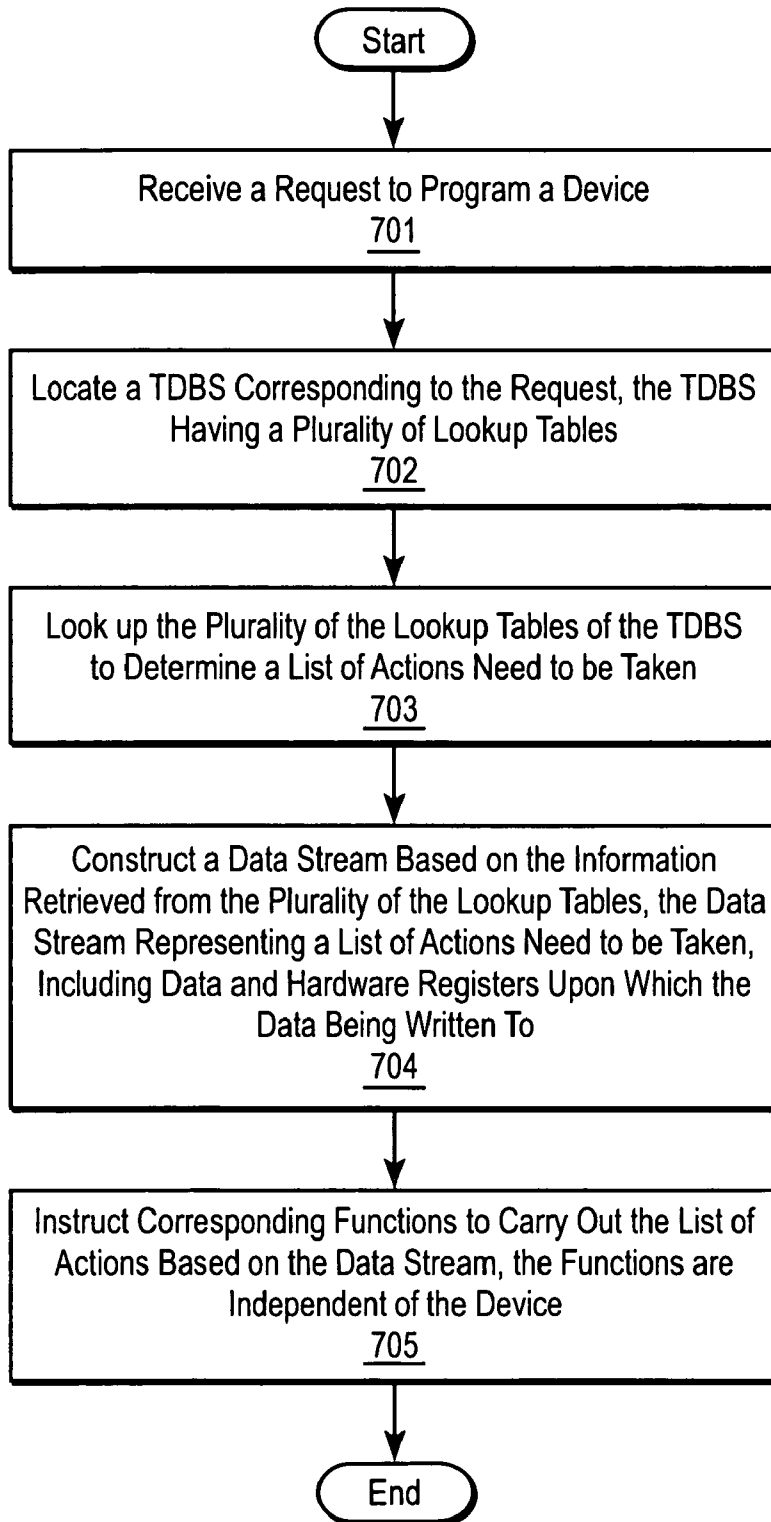 Start
Receive a Request to Program a Device
701
Locate a TDBS Corresponding to the Request, the TDBS
Having a Plurality of Lookup Tables
702
Look up the Plurality of the Lookup Tables of the TDBS
to Determine a List of Actions Need to be Taken
703
Construct a Data Stream Based on the Information
Retrieved from the Plurality of the Lookup Tables, the Data
Stream Representing a List of Actions Need to be Taken,
Including Data and Hardware Registers Upon Which the
Data Being Written To
704
Instruct Corresponding Functions to Carry Out the List of
Actions Based on the Data Stream, the Functions are
Independent of the Device
705
End